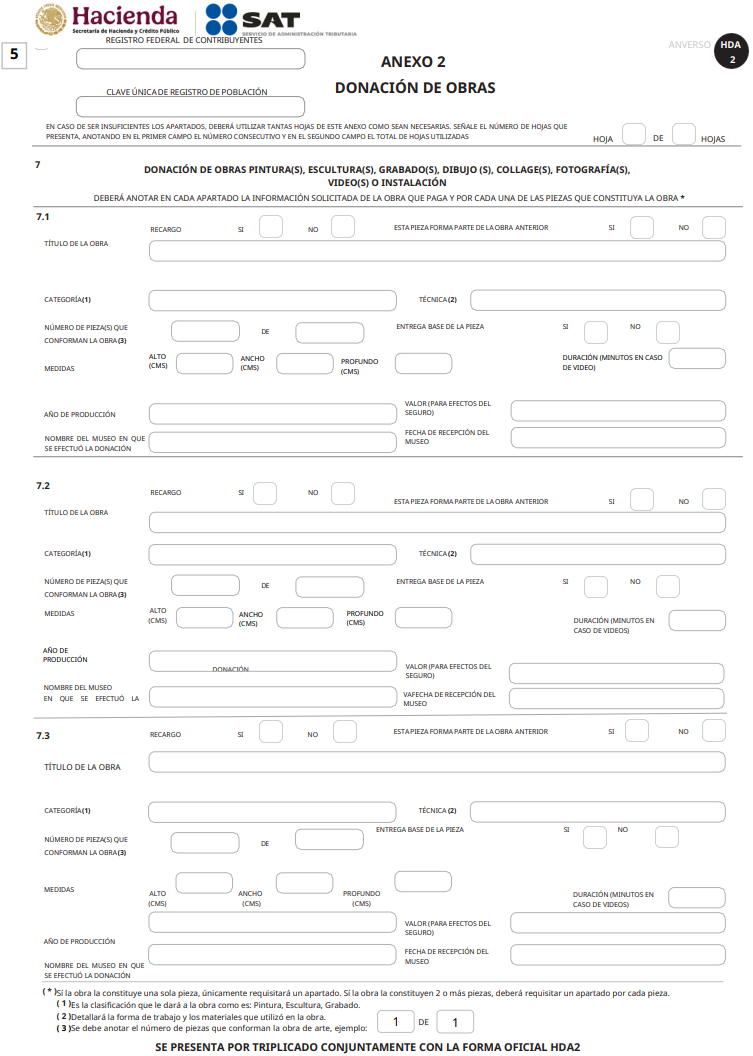 Hacienda
Secretaría de Hacienda y Crédito Público
SAT
SERVICIO DE ADMINISTRACIÓN TRIBUTARIA
5
REGISTRO FEDERAL DE CONTRIBUYENTES
ANVERSO
HDA
2
ANEXO 2
CLAVE ÚNICA DE REGISTRO DE POBLACIÓN
DONACIÓN DE OBRAS
EN CASO DE SER INSUFICIENTES LOS APARTADOS, DEBERÁ UTILIZAR TANTAS HOJAS DE ESTE ANEXO COMO SEAN NECESARIAS. SEÑALE EL NÚMERO DE HOJAS QUE
PRESENTA, ANOTANDO EN EL PRIMER CAMPO EL NÚMERO CONSECUTIVO Y EN EL SEGUNDO CAMPO EL TOTAL DE HOJAS UTILIZADAS
HOJA DE HOJAS
7
DONACIÓN DE OBRAS PINTURA(S), ESCULTURA(S), GRABADO(S), DIBUJO (S), COLLAGE(S), FOTOGRAFÍA(S),
VIDEO(S) O INSTALACIÓN
DEBERÁ ANOTAR EN CADA APARTADO LA INFORMACIÓN SOLICITADA DE LA OBRA QUE PAGA Y POR CADA UNA DE LAS PIEZAS QUE CONSTITUYA LA OBRA *
7.1
RECARGO SI NO ESTA PIEZA FORMA PARTE DE LA OBRA ANTERIOR SI NO
TÍTULO DE LA OBRA
CATEGORÍA(1) TÉCNICA (2)
NÚMERO DE PIEZA(S) QUE
CONFORMAN LA OBRA (3)
DE ENTREGA BASE DE LA PIEZA SI NO
MEDIDAS
ALTO
(CMS)
ANCHO
(CMS)
PROFUNDO
(CMS)
DURACIÓN (MINUTOS EN CASO
DE VIDEO)
AÑO DE PRODUCCIÓN
VALOR (PARA EFECTOS DEL
SEGURO)
NOMBRE DEL MUSEO EN QUE
SE EFECTUÓ LA DONACIÓN
FECHA DE RECEPCIÓN DEL
MUSEO
7.2
RECARGO SI NO ESTA PIEZA FORMA PARTE DE LA OBRA ANTERIOR SI NO
TÍTULO DE LA OBRA
CATEGORÍA(1) TÉCNICA (2)
NÚMERO DE PIEZA(S) QUE
CONFORMAN LA OBRA (3)
DE ENTREGA BASE DE LA PIEZA SI NO
MEDIDAS
ALTO
(CMS)
ANCHO
(CMS)
PROFUNDO
(CMS)
DURACIÓN (MINUTOS EN
CASO DE VIDEOS)
AÑO DE
PRODUCCIÓN
DONACIÓN
VALOR (PARA EFECTOS DEL
SEGURO)
NOMBRE DEL MUSEO
EN QUE SE EFECTUÓ LA
VAFECHA DE RECEPCIÓN DEL
MUSEO
7.3
RECARGO SI NO ESTA PIEZA FORMA PARTE DE LA OBRA ANTERIOR SI NO
TÍTULO DE LA OBRA
CATEGORÍA(1) TÉCNICA (2)
NÚMERO DE PIEZA(S) QUE
CONFORMAN LA OBRA (3)
DE ENTREGA BASE DE LA PIEZA SI NO
MEDIDAS
ALTO
(CMS)
ANCHO
(CMS)
PROFUNDO
(CMS)
DURACIÓN (MINUTOS EN
CASO DE VIDEOS)
AÑO DE PRODUCCIÓN
VALOR (PARA EFECTOS DEL
SEGURO)
NOMBRE DEL MUSEO EN QUE
SE EFECTUÓ LA DONACIÓN
FECHA DE RECEPCIÓN DEL
MUSEO
( * )Sí la obra la constituye una sola pieza, únicamente requisitará un apartado. Sí la obra la constituyen 2 o más piezas, deberá requisitar un apartado por cada pieza.
( 1 )Es la clasificación que le dará a la obra como es: Pintura, Escultura, Grabado.
( 2 )Detallará la forma de trabajo y los materiales que utilizó en la obra.
( 3 )Se debe anotar el número de piezas que conforman la obra de arte, ejemplo: 1 DE 1
SE PRESENTA POR TRIPLICADO CONJUNTAMENTE CON LA FORMA OFICIAL HDA2